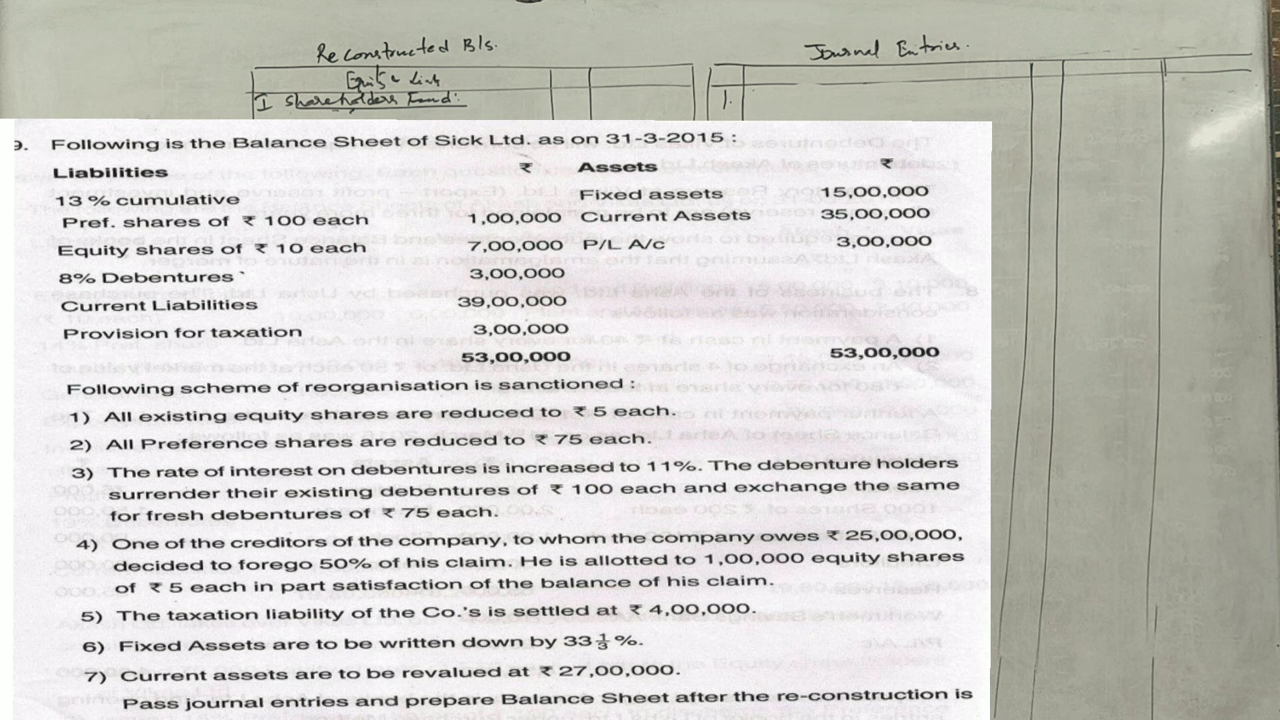 Reconstructed B/s.
Journal Entries.
Equity & Liab
I Shareholders Fund:
1.
9. Following is the Balance Sheet of Sick Ltd. as on 31-3-2015 :
Liabilities ₹ Assets ₹
13 % cumulative Fixed assets 15,00,000
Pref. shares of ₹ 100 each 1,00,000 Current Assets 35,00,000
Equity shares of ₹ 10 each 7,00,000 P/L A/c 3,00,000
8% Debentures 3,00,000
Current Liabilities 39,00,000
Provision for taxation 3,00,000
53,00,000 53,00,000
Following scheme of reorganisation is sanctioned :
1) All existing equity shares are reduced to ₹ 5 each.
2) All Preference shares are reduced to ₹ 75 each.
3) The rate of interest on debentures is increased to 11%. The debenture holders
surrender their existing debentures of ₹ 100 each and exchange the same
for fresh debentures of ₹ 75 each.
4) One of the creditors of the company, to whom the company owes ₹ 25,00,000,
decided to forego 50% of his claim. He is allotted to 1,00,000 equity shares
of ₹ 5 each in part satisfaction of the balance of his claim.
5) The taxation liability of the Co.'s is settled at ₹ 4,00,000.
6) Fixed Assets are to be written down by 33 1/3 %.
7) Current assets are to be revalued at ₹ 27,00,000.
Pass journal entries and prepare Balance Sheet after the re-construction is